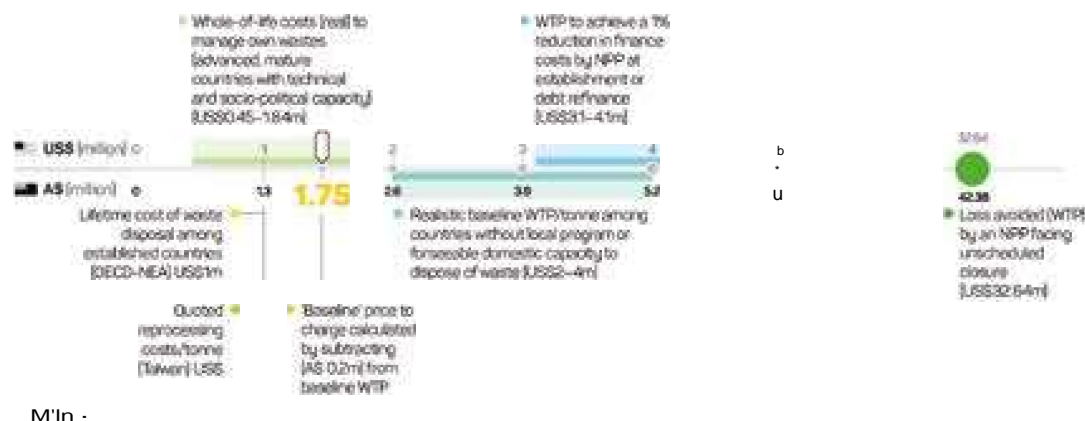 Whole-of-life costs (real) to
manage own wastes
(advanced, mature
countries with technical
and socio-political capacity)
(US$0.45–1.84m)
WTP to achieve a 1%
reduction in finance
costs by NPP at
establishment or
debt refinance
(US$3.1–4.1m)
US$ (million) 0 1 2 3 4
32.64
b
u
A$ (million) 0 1.3 1.75 2.6 3.9 5.2
42.38
Lifetime cost of waste
disposal among
established countries
(OECD-NEA) US$1m
Realistic baseline WTP/tonne among
countries without local program or
forseeable domestic capacity to
dispose of waste (US$2–4m)
Loss avoided (WTP)
by an NPP facing
unscheduled
closure
(US$32.64m)
Quoted
reprocessing
costs/tonne
(Taiwan) US$
'Baseline' price to
charge calculated
by subtracting
(A$ 0.2m) from
baseline WTP
M'In ·